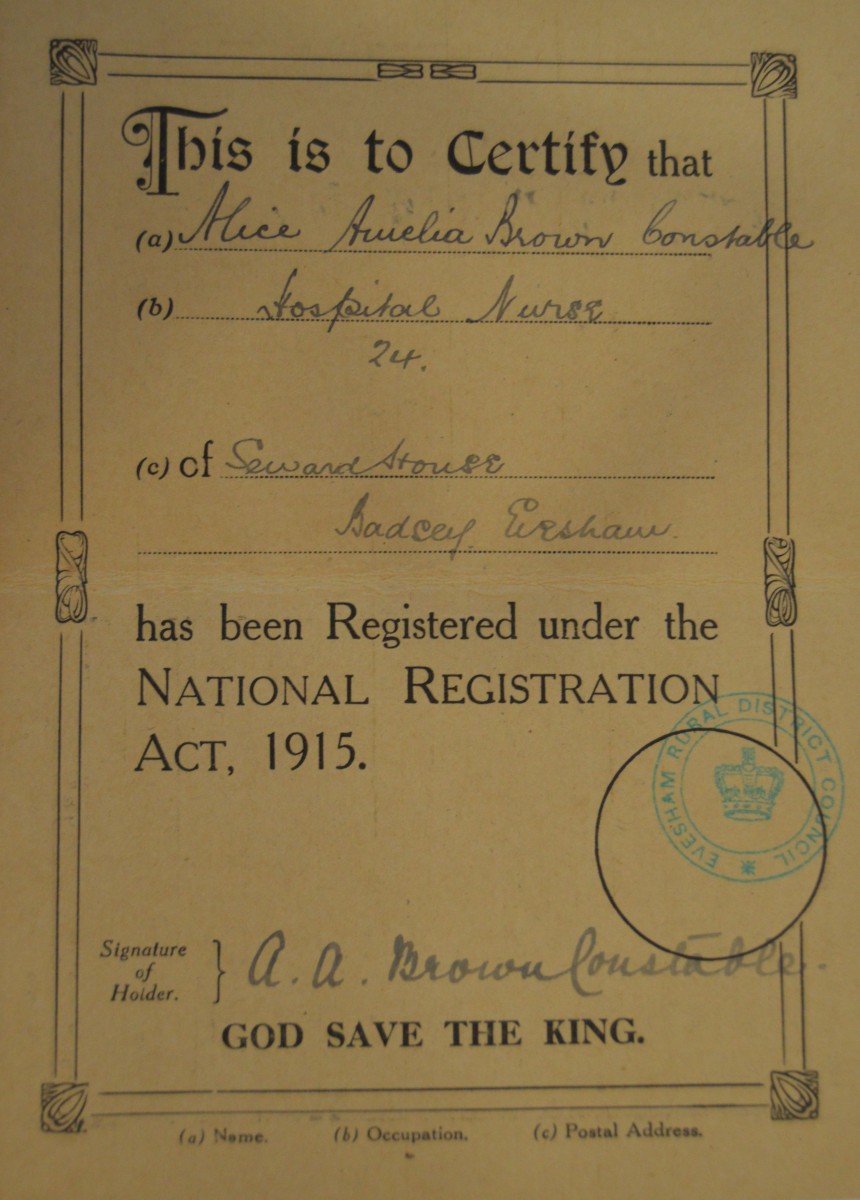 This is to Certify that
(a) Alice Amelia Brown Constable
(b) Hospital Nurse
24.
(c) of Seward House
Badsey Evesham.
has been Registered under the
NATIONAL REGISTRATION
ACT, 1915.
EVESHAM RURAL DISTRICT COUNCIL
Signature
of
Holder.
} A. A. Brown Constable.
GOD SAVE THE KING.
(a) Name. (b) Occupation. (c) Postal Address.